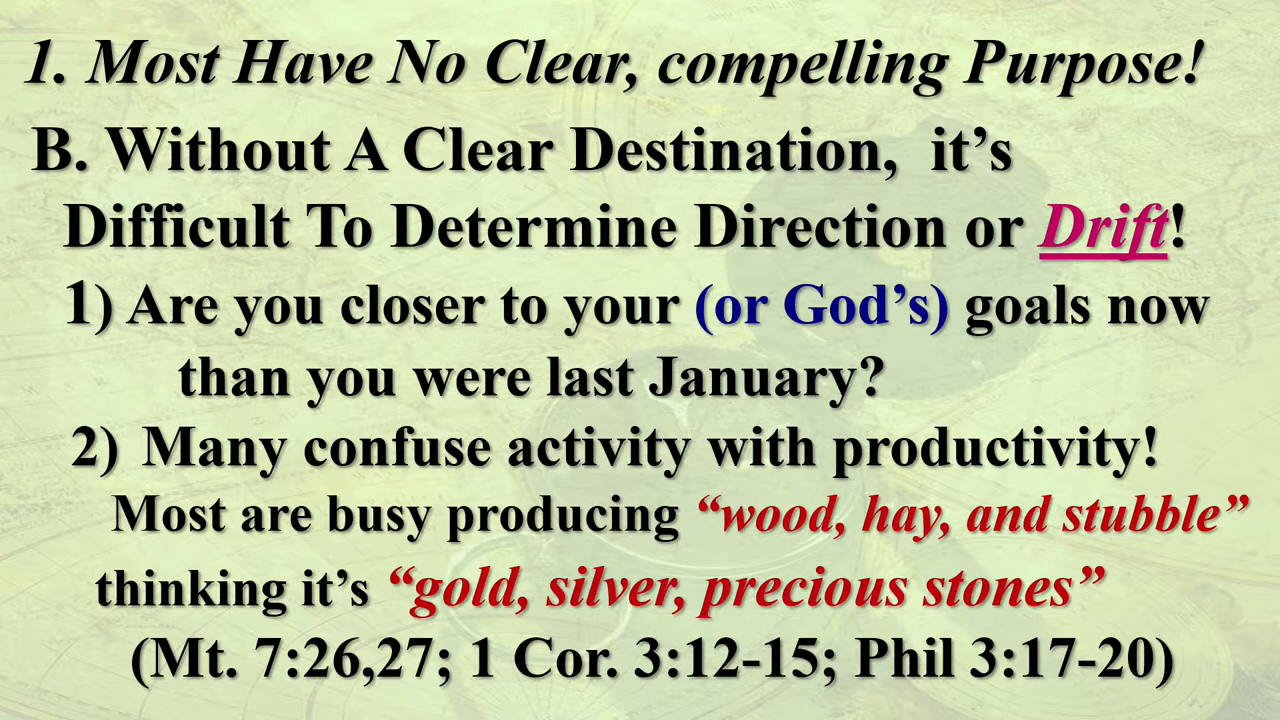 1. Most Have No Clear, compelling Purpose!
B. Without A Clear Destination,  it’s
Difficult To Determine Direction or Drift!
1) Are you closer to your (or God’s) goals now
than you were last January?
2) Many confuse activity with productivity!
Most are busy producing “wood, hay, and stubble”
thinking it’s “gold, silver, precious stones”
(Mt. 7:26,27; 1 Cor. 3:12-15; Phil 3:17-20)